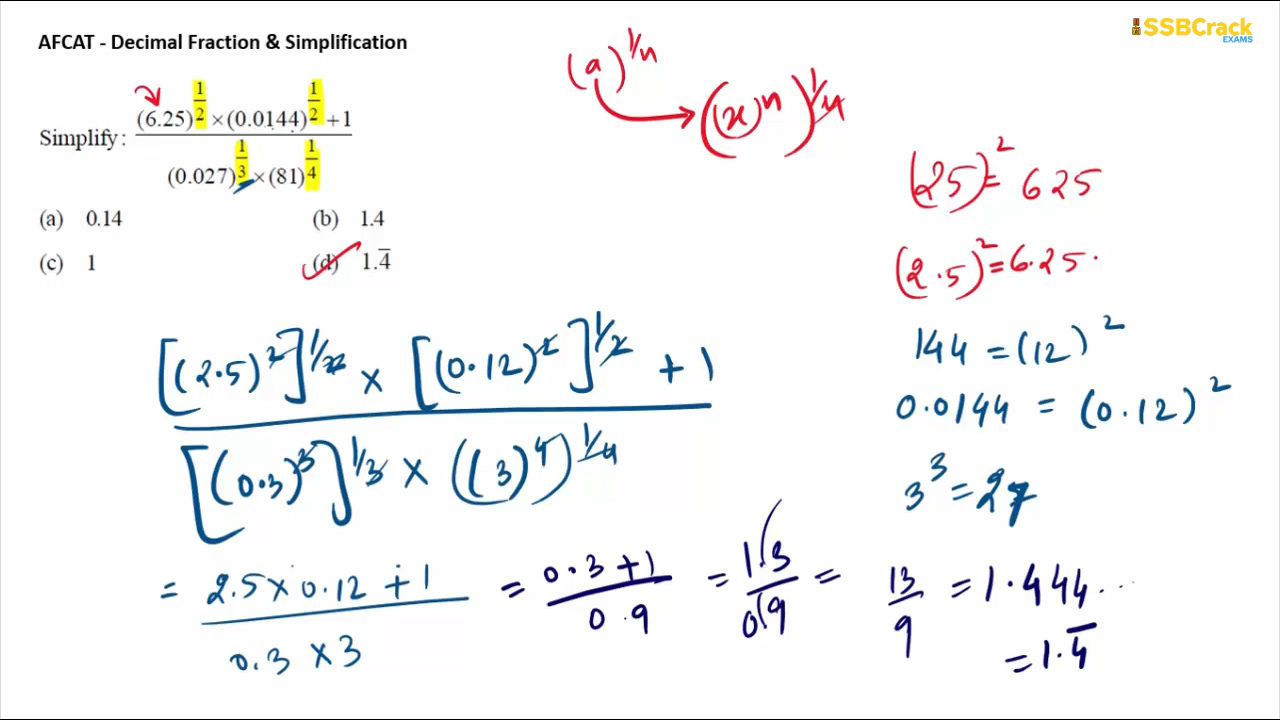 SSBCrack
EXAMS
AFCAT - Decimal Fraction & Simplification
Simplify: ((6.25)^(1/2) × (0.0144)^(1/2) + 1) / ((0.027)^(1/3) × (81)^(1/4))
(a) 0.14 (b) 1.4
(c) 1 (d) 1.4̅
(a)^(1/n)
((x)^n)^(1/n)
(25)² = 625
(2.5)² = 6.25.
144 = (12)²
0.0144 = (0.12)²
3³ = 27
([(2.5)²]^(1/2) × [(0.12)²]^(1/2) + 1) / ([(0.3)³]^(1/3) × ((3)⁴)^(1/4))
= (2.5 × 0.12 + 1) / (0.3 × 3) = (0.3 + 1) / 0.9 = 1.3 / 0.9 = 13/9 = 1.444...
= 1.4̅